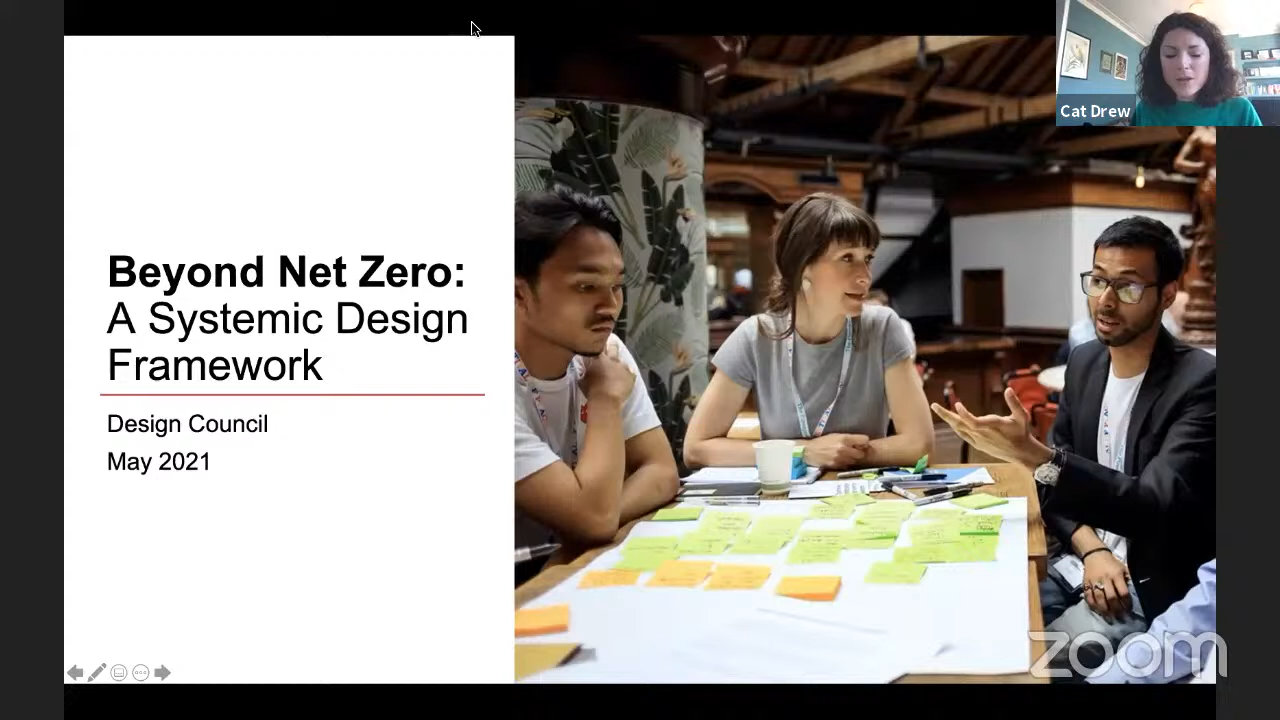 Cat Drew
Beyond Net Zero:
A Systemic Design
Framework
Design Council
May 2021
zoom